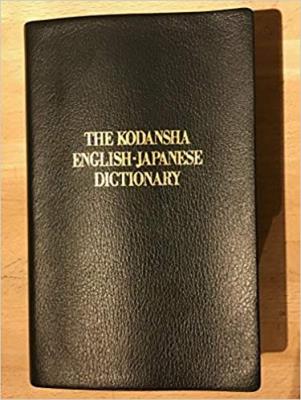 THE KODANSHA
ENGLISH-JAPANESE
DICTIONARY